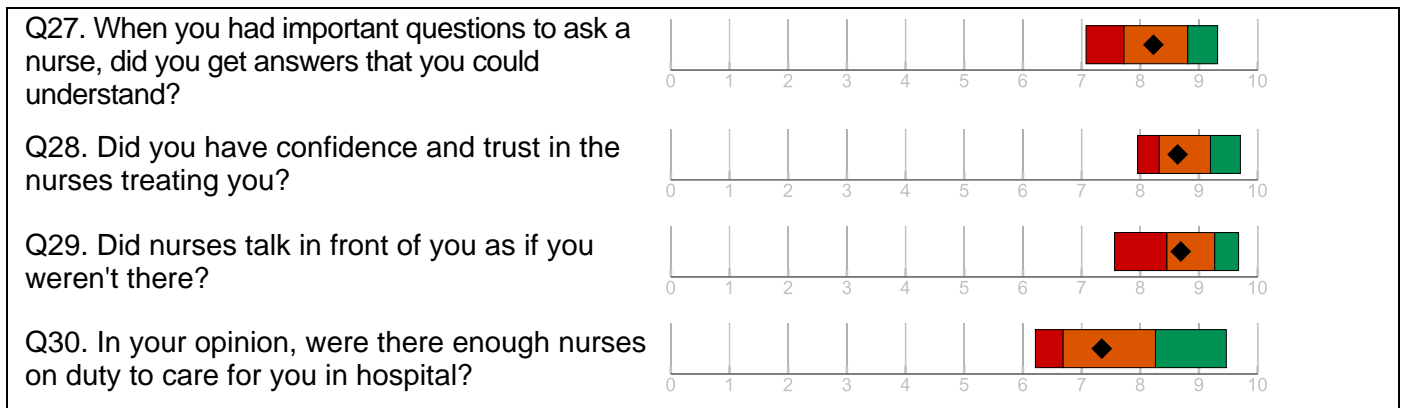 Q27. When you had important questions to ask a
nurse, did you get answers that you could
understand?
0 1 2 3 4 5 6 7 8 9 10
Q28. Did you have confidence and trust in the
nurses treating you?
0 1 2 3 4 5 6 7 8 9 10
Q29. Did nurses talk in front of you as if you
weren't there?
0 1 2 3 4 5 6 7 8 9 10
Q30. In your opinion, were there enough nurses
on duty to care for you in hospital?
0 1 2 3 4 5 6 7 8 9 10